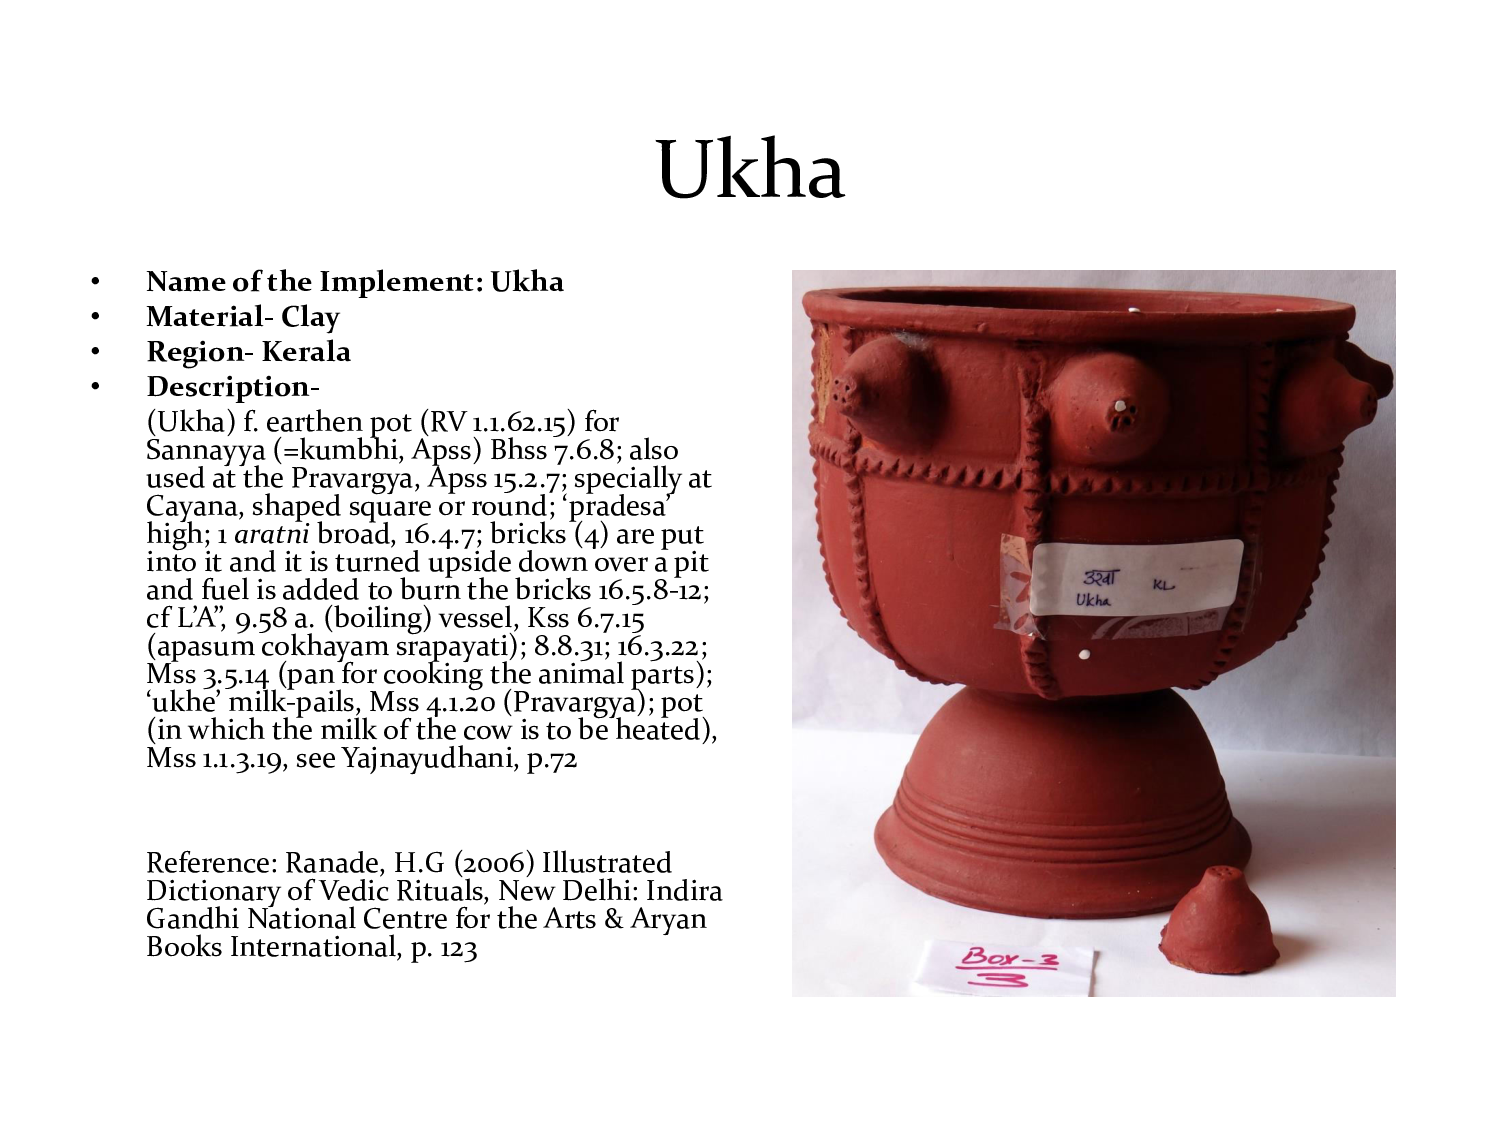 Ukha
• Name of the Implement: Ukha
• Material- Clay
• Region- Kerala
• Description-
(Ukha) f. earthen pot (RV 1.1.62.15) for
Sannayya (=kumbhi, Apss) Bhss 7.6.8; also
used at the Pravargya, Apss 15.2.7; specially at
Cayana, shaped square or round; ‘pradesa’
high; 1 aratni broad, 16.4.7; bricks (4) are put
into it and it is turned upside down over a pit
and fuel is added to burn the bricks 16.5.8-12;
cf L’A”, 9.58 a. (boiling) vessel, Kss 6.7.15
(apasum cokhayam srapayati); 8.8.31; 16.3.22;
Mss 3.5.14 (pan for cooking the animal parts);
‘ukhe’ milk-pails, Mss 4.1.20 (Pravargya); pot
(in which the milk of the cow is to be heated),
Mss 1.1.3.19, see Yajnayudhani, p.72
Reference: Ranade, H.G (2006) Illustrated
Dictionary of Vedic Rituals, New Delhi: Indira
Gandhi National Centre for the Arts & Aryan
Books International, p. 123
उखा KL
Ukha
Box-3
3